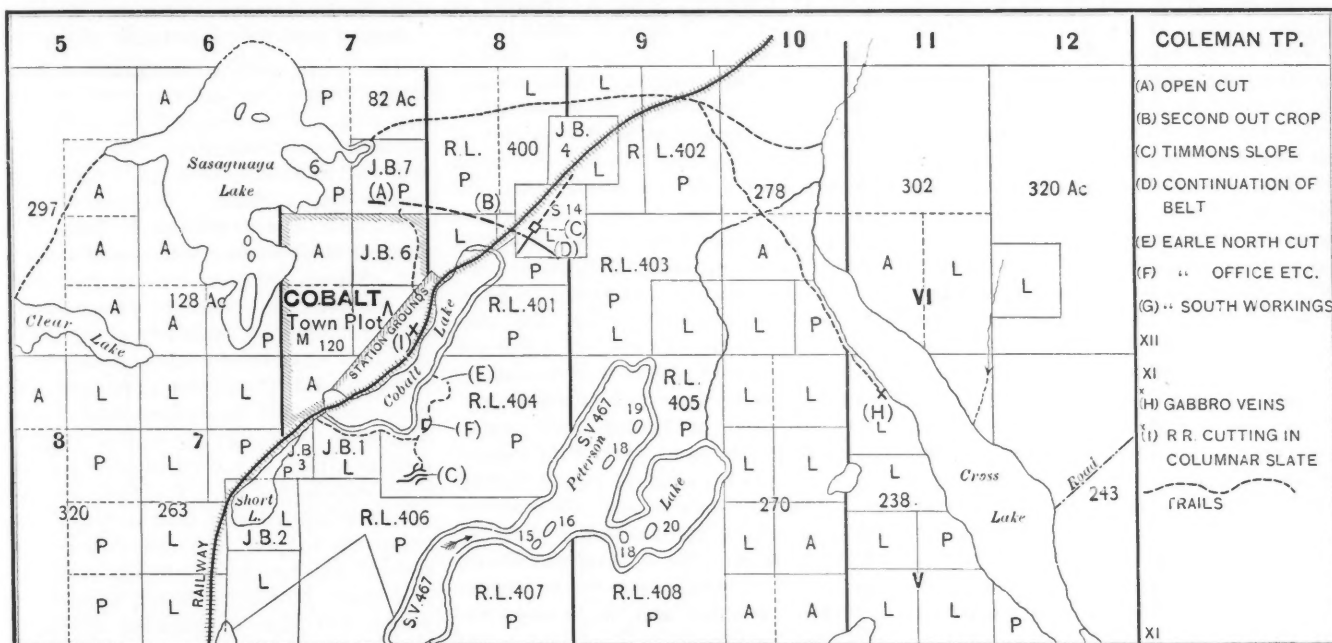 5 6 7 8 9 10 11 12
COLEMAN TP.
A P 82 Ac L L
(A) OPEN CUT
J.B. 4
Sasaginaga Lake
6 J.B.7 R.L. 400 L R L.402
(B) SECOND OUT CROP
A P (A) P P (B) P 278 302 320 Ac
(C) TIMMONS SLOPE
297
S 14
(D) CONTINUATION OF
BELT
A A A J.B. 6 L L (C) (D) R.L.403 A A L
(E) EARLE NORTH CUT
P
(F) " OFFICE ETC.
128 Ac COBALT
Town Plot
A A P M 120 STATION GROUNDS (I) Cobalt Lake R.L.401 P P L L L L P VI L
(G) " SOUTH WORKINGS
Clear Lake
XII
XI
A L L L A (E) R.L.404 R.L. 405 L L
(H) GABBRO VEINS
(H) L
(I) R R. CUTTING IN
COLUMNAR SLATE
8 7 P J.B. 3 P J.B.1 L (F) P S.V.467 Peterson Lake 19 18 P
P L (C) L L L Cross Lake Road
TRAILS
Short L.
320 263 L R.L.406 270 238 243
P L J.B.2 P 15 16 18 20 L A L P
RAILWAY
P L L S.V.467 R.L.407 R.L.408 V
P P A A L L P
XI